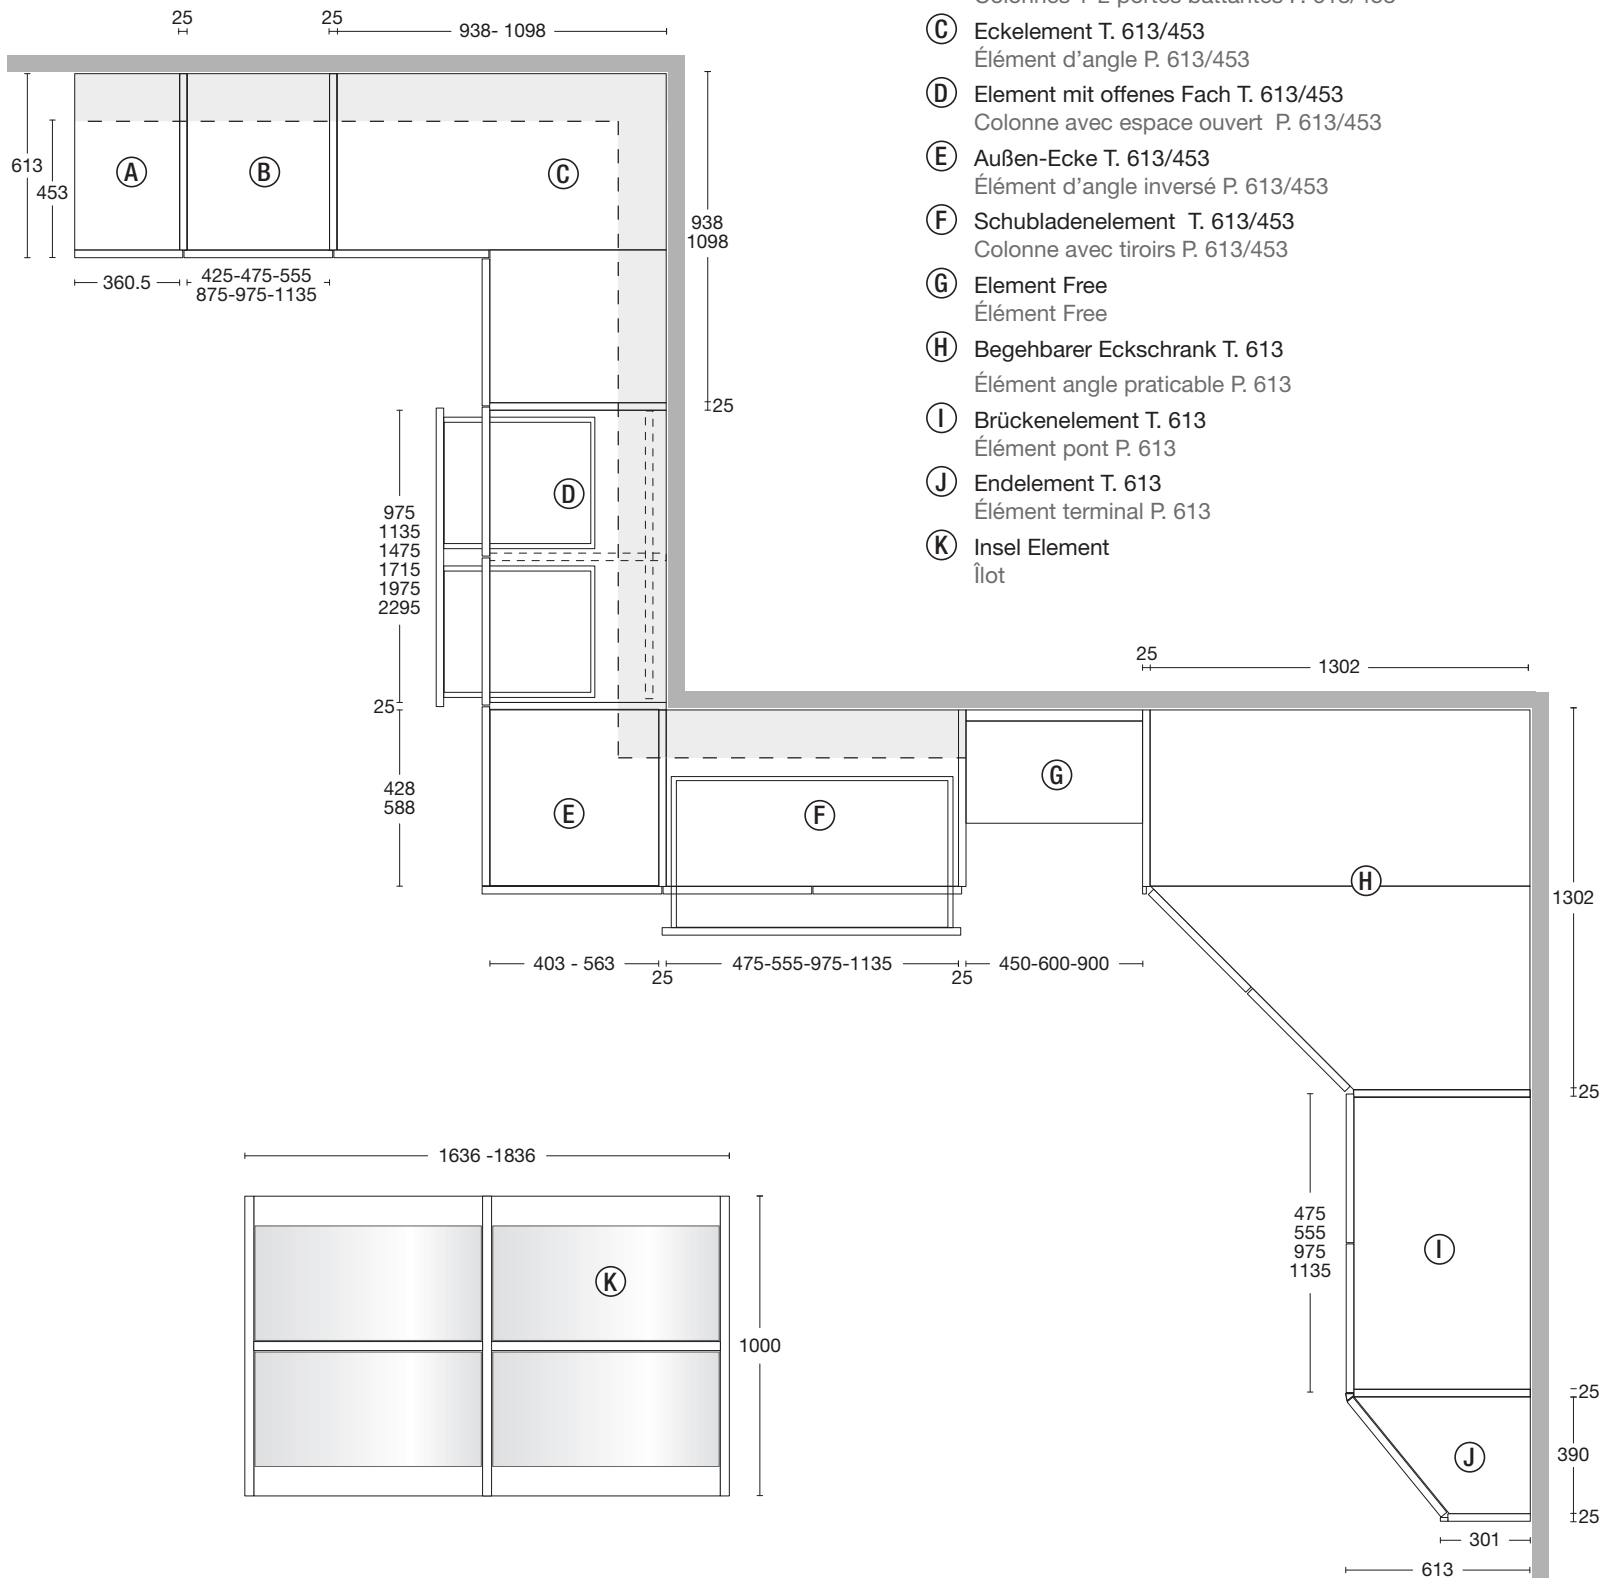 25
25
938- 1098
Colonnes 1-2 portes battantes P. 613/453
C Eckelement T. 613/453
Élément d'angle P. 613/453
D Element mit offenes Fach T. 613/453
Colonne avec espace ouvert P. 613/453
E Außen-Ecke T. 613/453
Élément d'angle inversé P. 613/453
F Schubladenelement T. 613/453
Colonne avec tiroirs P. 613/453
G Element Free
Élément Free
H Begehbarer Eckschrank T. 613
Élément angle praticable P. 613
I Brückenelement T. 613
Élément pont P. 613
J Endelement T. 613
Élément terminal P. 613
K Insel Element
Îlot
613
453
A
B
C
938
1098
360.5
425-475-555
875-975-1135
25
D
975
1135
1475
1715
1975
2295
25
428
588
E
F
G
25
1302
H
1302
403 - 563
25
475-555-975-1135
25
450-600-900
25
475
555
975
1135
I
25
J
390
25
301
613
1636 -1836
K
1000